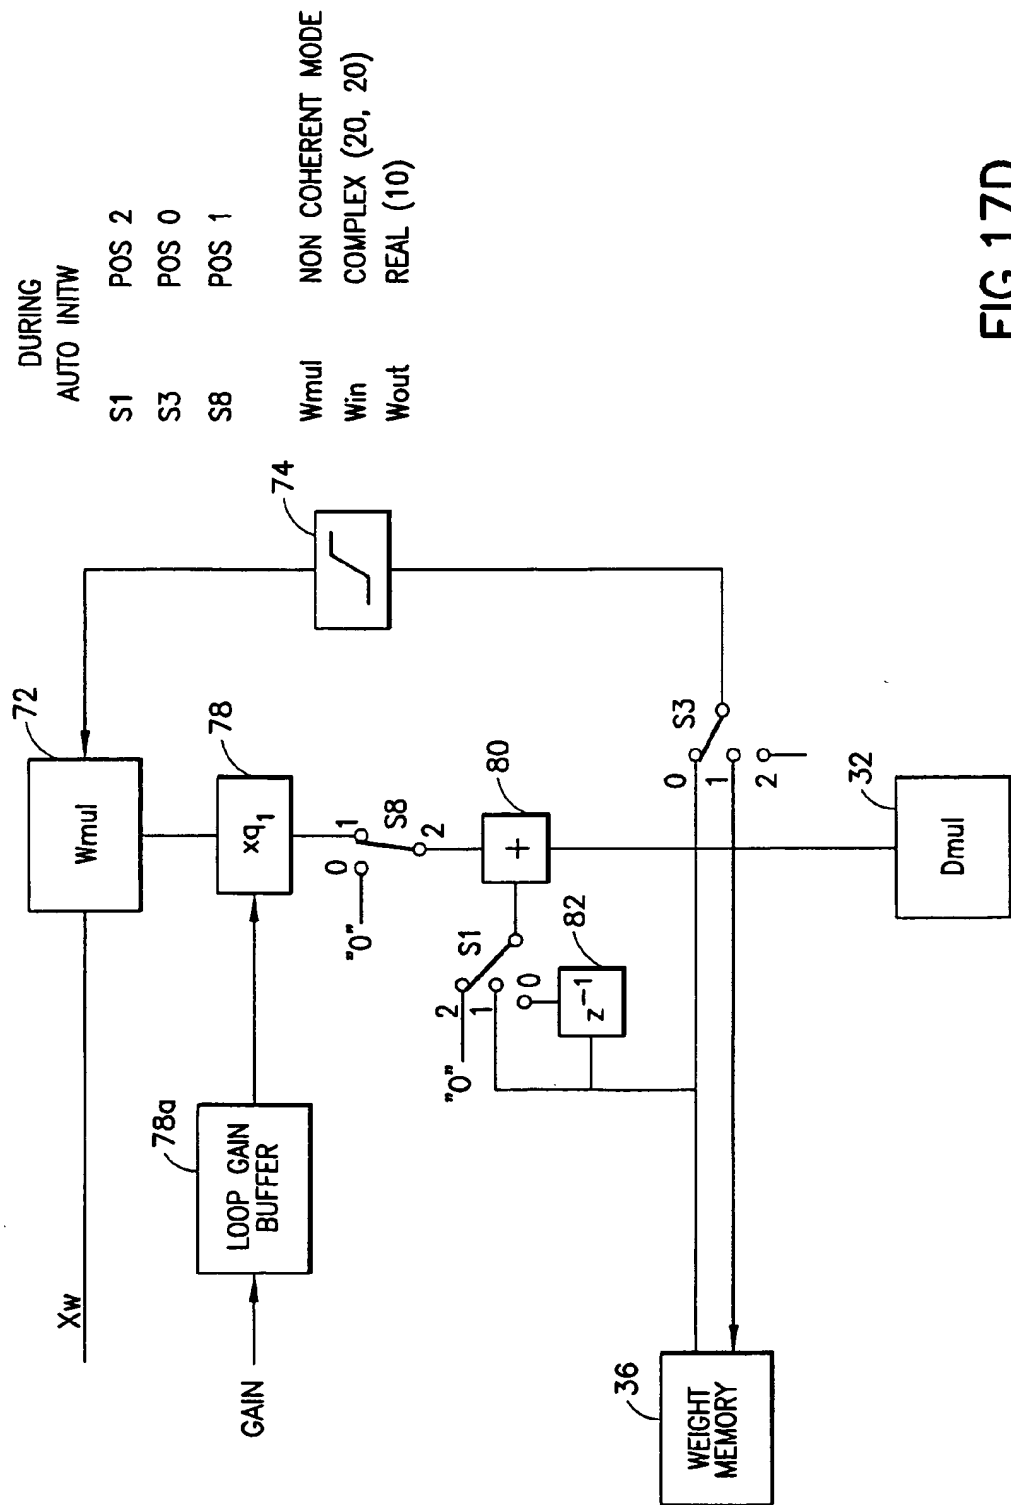 DURING
AUTO INITW
S1 POS 2
S3 POS 0
S8 POS 1
Wmul NON COHERENT MODE
Win COMPLEX (20, 20)
Wout REAL (10)
74
72
Wmul
Xw
78
xq1
78a
LOOP GAIN
BUFFER
GAIN
"0"
0
1
S8
2
80
+
"0"
2
S1
1
0
82
z-1
S3
0
1
2
36
WEIGHT
MEMORY
32
Dmul
FIG.17D